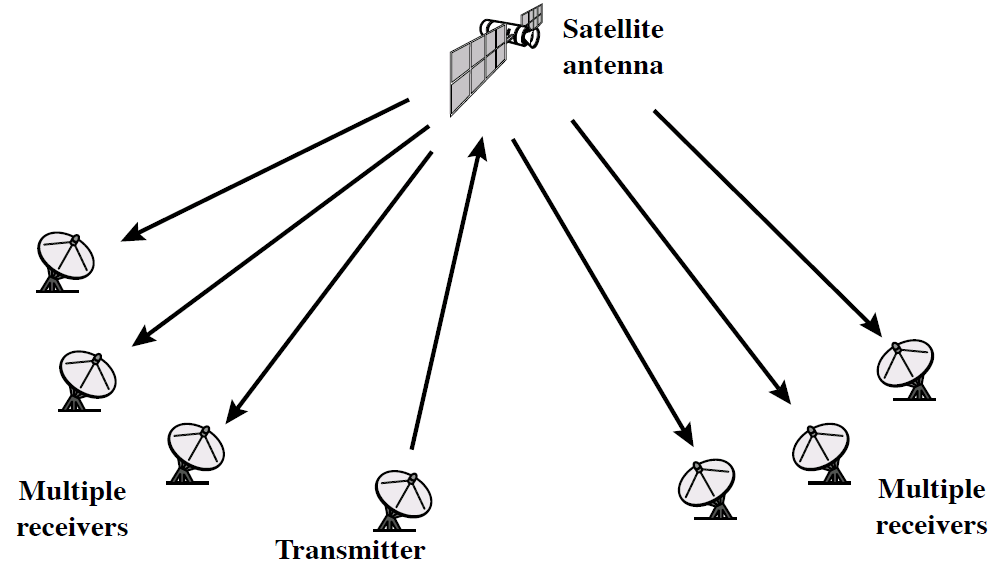 Satellite
antenna
Multiple
receivers
Transmitter
Multiple
receivers